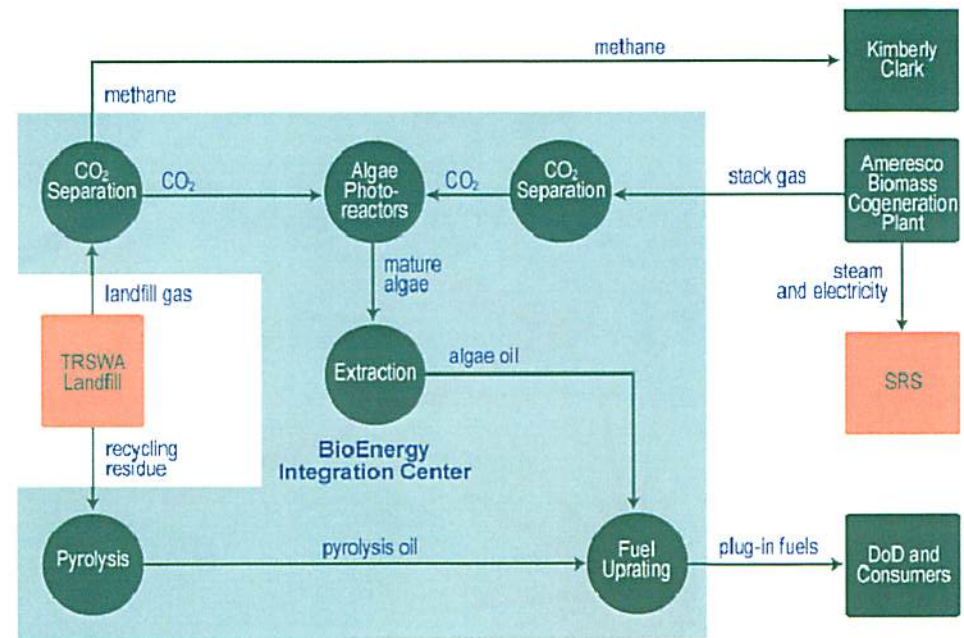 methane
Kimberly
Clark
methane
CO₂
Separation
CO₂
Algae
Photo-
reactors
CO₂
CO₂
Separation
stack gas
Ameresco
Biomass
Cogeneration
Plant
landfill gas
mature
algae
steam
and electricity
TRSWA
Landfill
Extraction
algae oil
SRS
recycling
residue
BioEnergy
Integration Center
Pyrolysis
pyrolysis oil
Fuel
Uprating
plug-in fuels
DoD and
Consumers